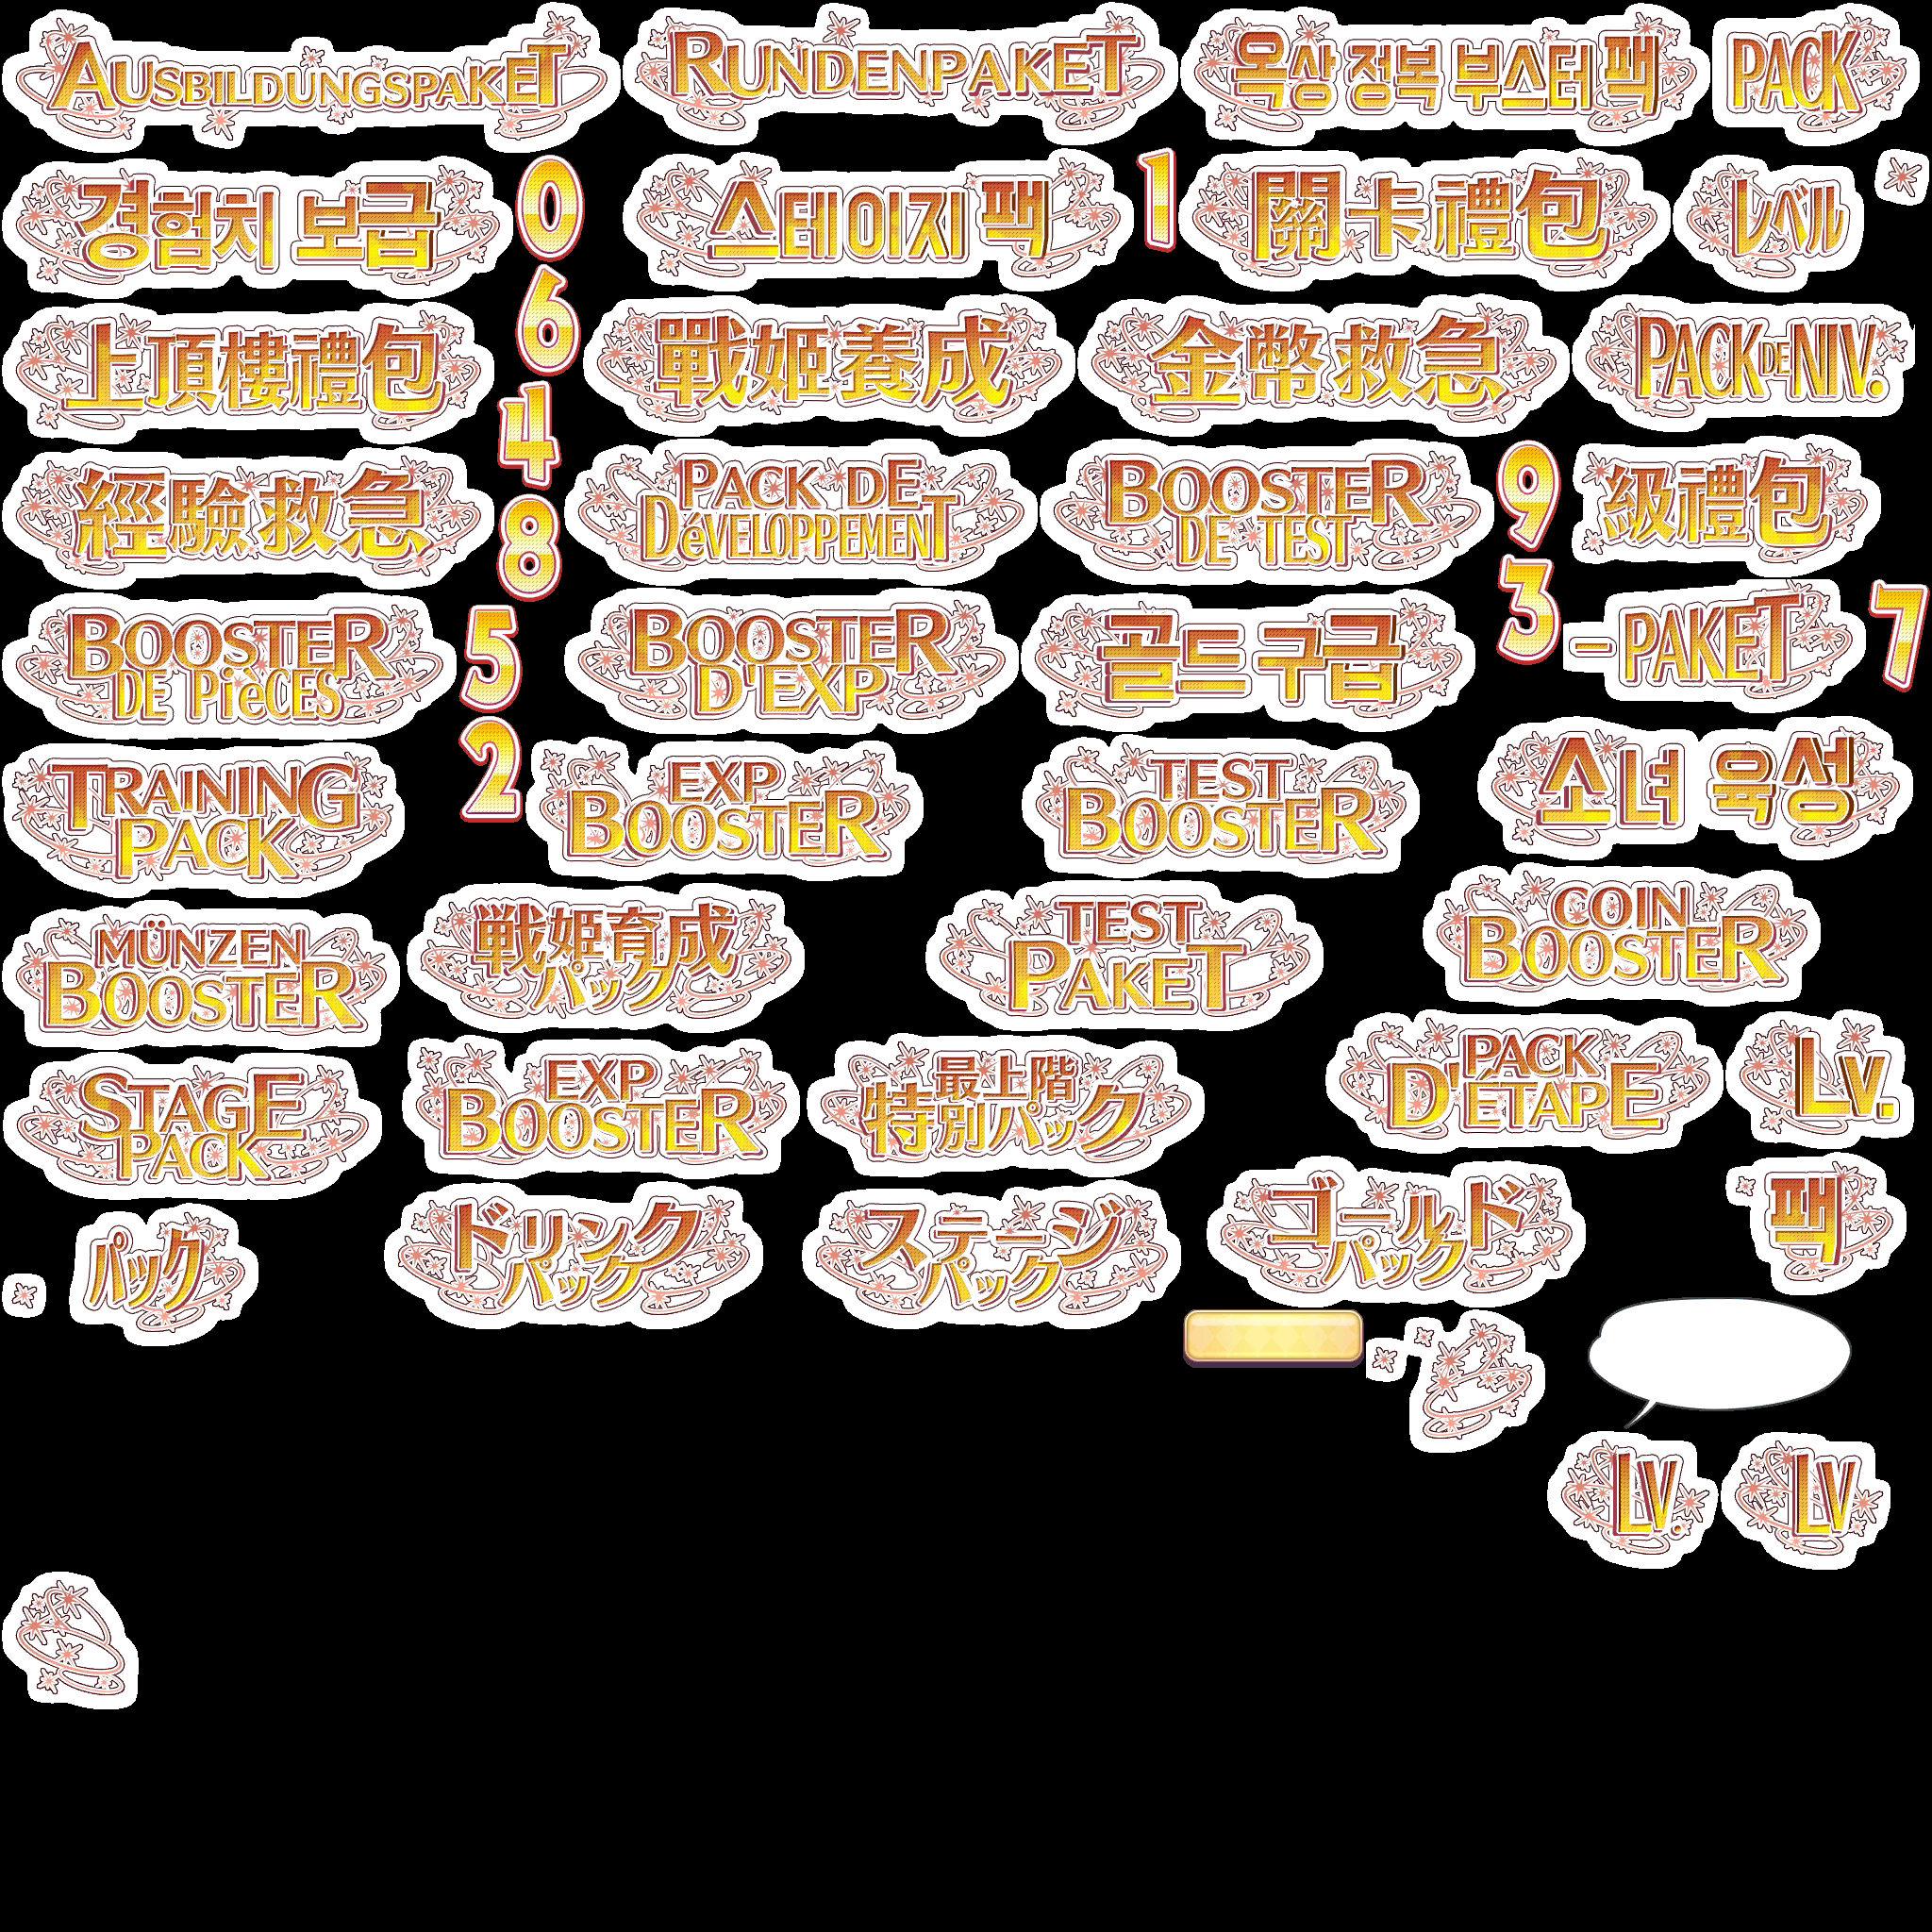 AUSBILDUNGSPAKET
RUNDENPAKET
옥상 정복 부스터 팩
PACK
경험치 보급
0
스테이지 팩
1
關卡禮包
レベル
上頂樓禮包
6
戰姬養成
金幣救急
PACK DE NIV.
4
經驗救急
8
PACK DE
DéVELOPPEMENT
BOOSTER
DE TEST
9
級禮包
BOOSTER
DE PièCES
5
BOOSTER
D'EXP
골드 구급
3
-PAKET
7
TRAINING
PACK
2
EXP
BOOSTER
TEST
BOOSTER
소녀 육성
MÜNZEN
BOOSTER
戦姫育成
パック
TEST
PAKET
COIN
BOOSTER
STAGE
PACK
EXP
BOOSTER
最上階
特別パック
PACK
D'ETAPE
Lv.
パック
ドリンク
パック
ステージ
パック
ゴールド
パック
팩
LV.
LV